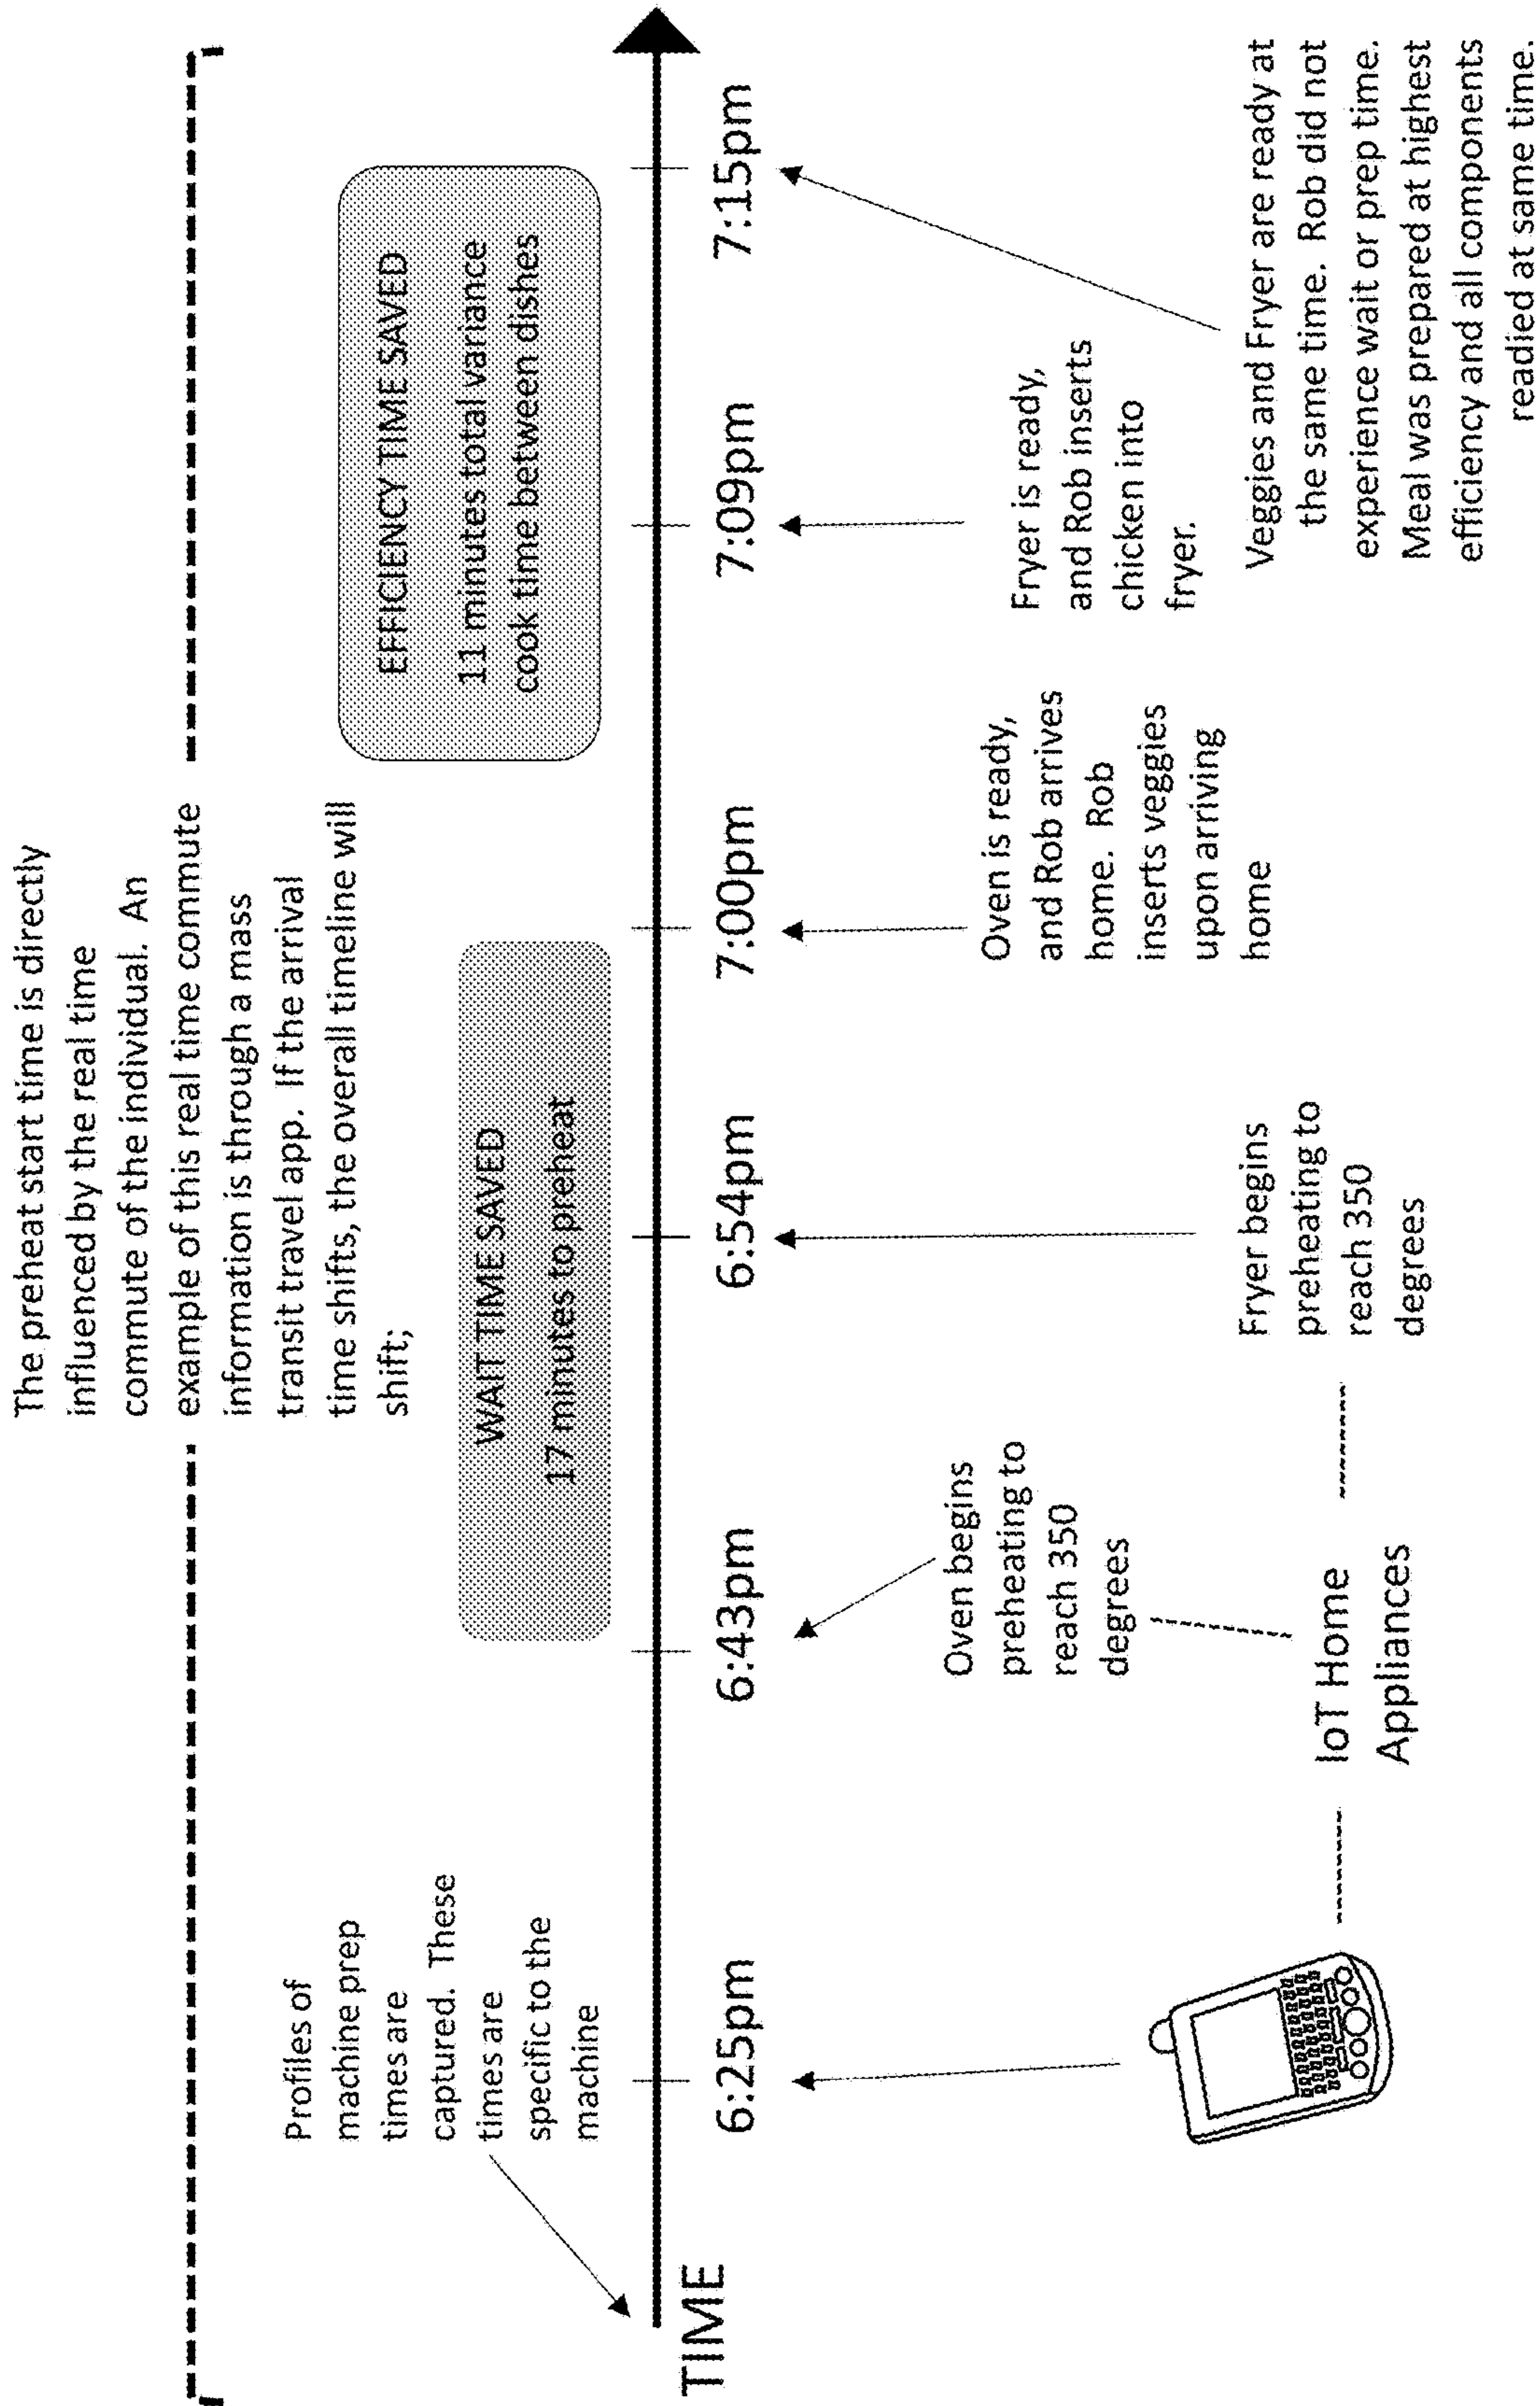 The preheat start time is directly
influenced by the real time
commute of the individual. An
example of this real time commute
information is through a mass
transit travel app. If the arrival
time shifts, the overall timeline will
shift;
Profiles of
machine prep
times are
captured. These
times are
specific to the
machine
WAIT TIME SAVED
17 minutes to preheat
EFFICIENCY TIME SAVED
11 minutes total variance
cook time between dishes
TIME
6:25pm
6:43pm
6:54pm
7:00pm
7:09pm
7:15pm
Oven begins
preheating to
reach 350
degrees
IoT Home
Appliances
Fryer begins
preheating to
reach 350
degrees
Oven is ready,
and Rob arrives
home. Rob
inserts veggies
upon arriving
home
Fryer is ready,
and Rob inserts
chicken into
fryer.
Veggies and Fryer are ready at
the same time. Rob did not
experience wait or prep time.
Meal was prepared at highest
efficiency and all components
readied at same time.